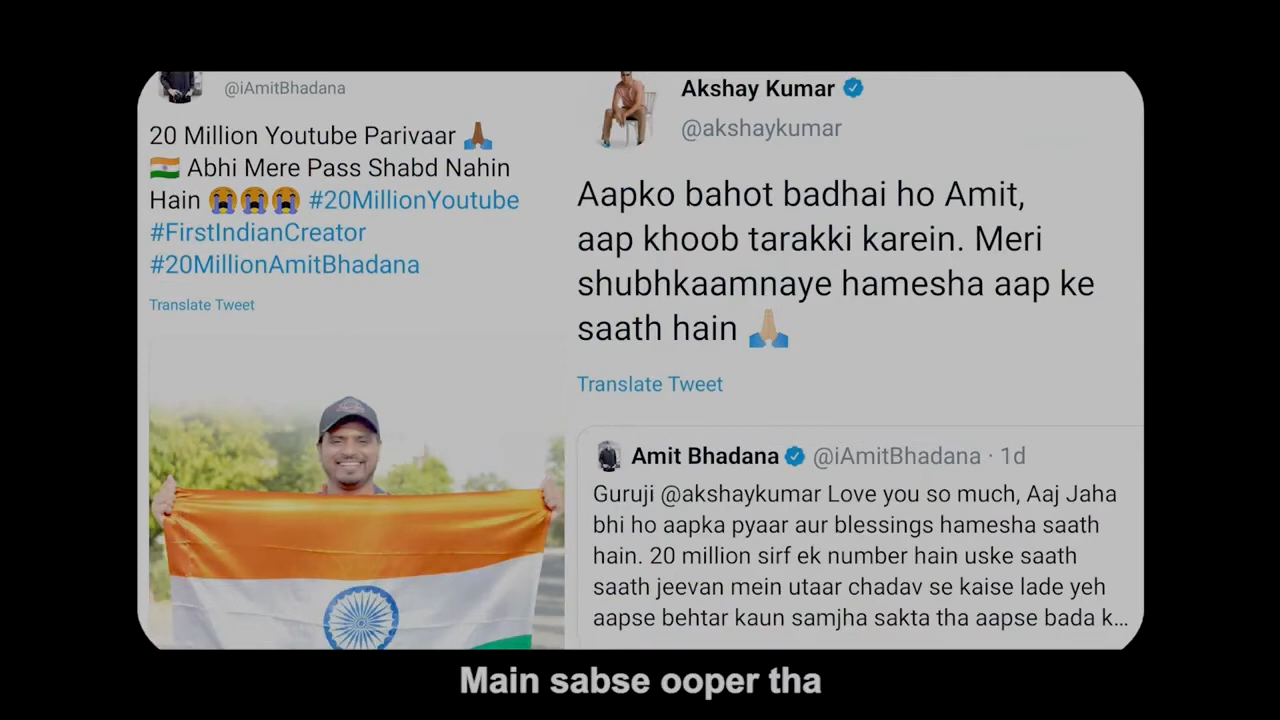 @iAmitBhadana
20 Million Youtube Parivaar 🙏🏾
🇮🇳 Abhi Mere Pass Shabd Nahin
Hain 😭😭😭 #20MillionYoutube
#FirstIndianCreator
#20MillionAmitBhadana
Translate Tweet
Akshay Kumar
@akshaykumar
Aapko bahot badhai ho Amit,
aap khoob tarakki karein. Meri
shubhkaamnaye hamesha aap ke
saath hain 🙏🏼
Translate Tweet
Amit Bhadana @iAmitBhadana · 1d
Guruji @akshaykumar Love you so much, Aaj Jaha
bhi ho aapka pyaar aur blessings hamesha saath
hain. 20 million sirf ek number hain uske saath
saath jeevan mein utaar chadav se kaise lade yeh
aapse behtar kaun samjha sakta tha aapse bada k...
Main sabse ooper tha